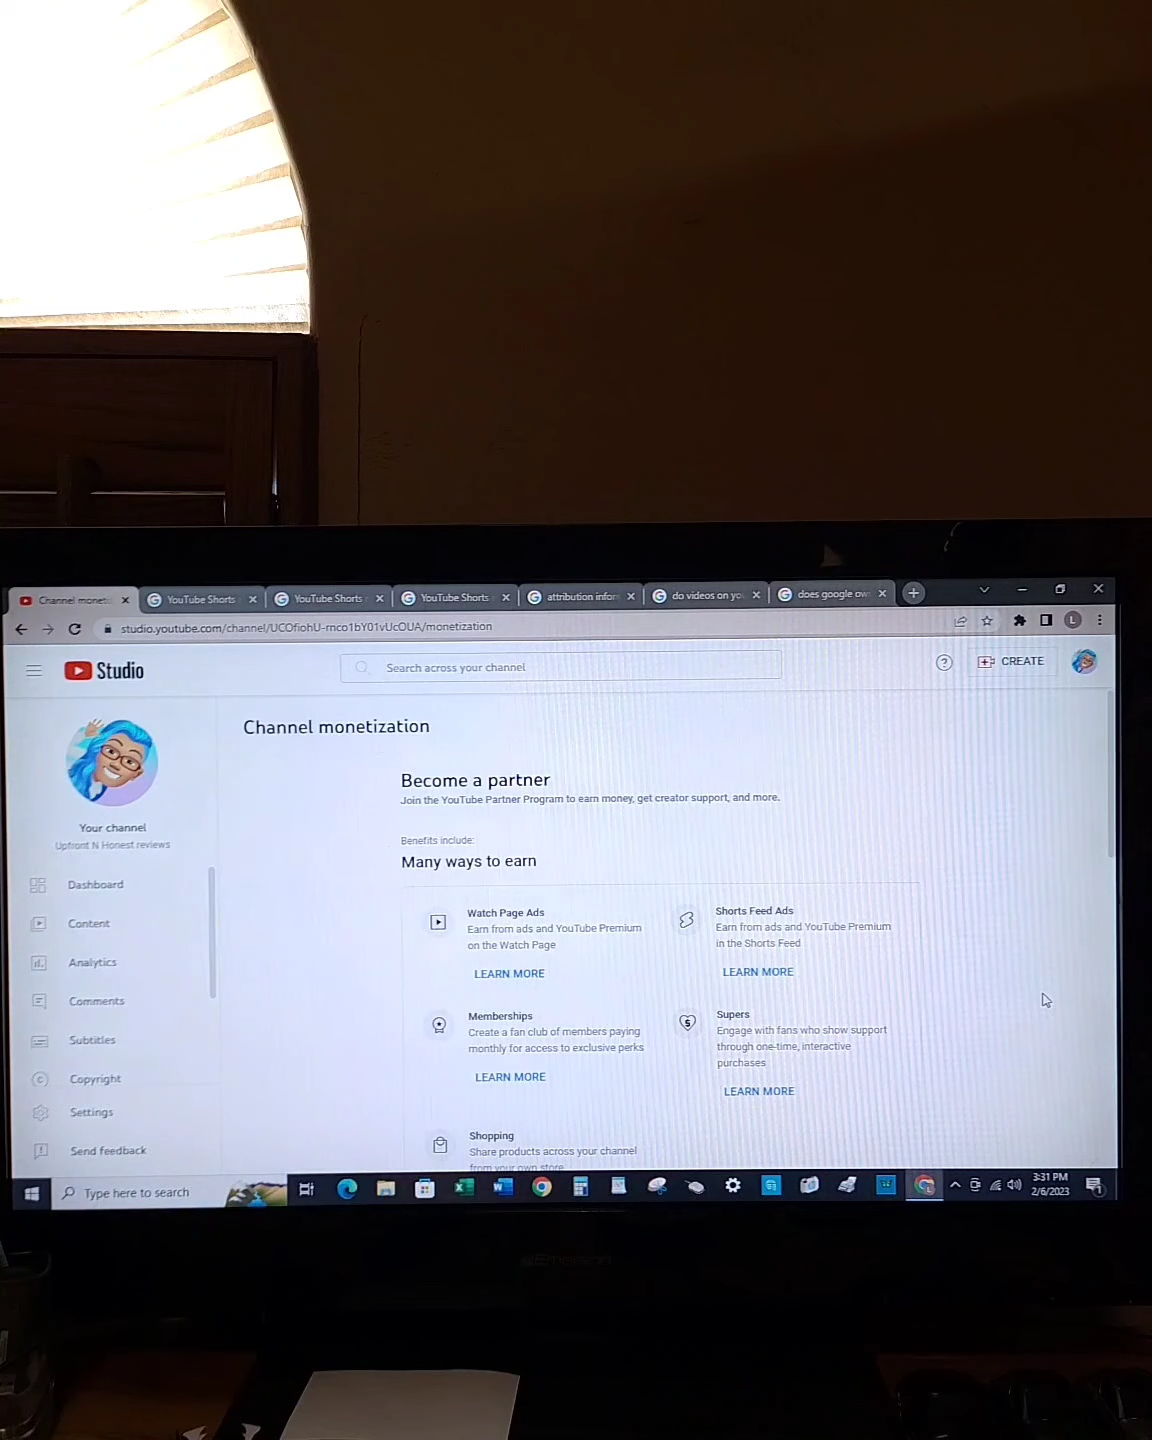 Channel moneti
YouTube Shorts
YouTube Shorts
YouTube Shorts
attribution infor
do videos on yo
does google ow
studio.youtube.com/channel/UCOfiohU-rnco1bY01vUcOUA/monetization
L
Studio
Search across your channel
CREATE
Channel monetization
Become a partner
Join the YouTube Partner Program to earn money, get creator support, and more.
Your channel
Upfront N Honest reviews
Benefits include:
Many ways to earn
Dashboard
Content
Analytics
Comments
Subtitles
Copyright
Settings
Send feedback
Watch Page Ads
Earn from ads and YouTube Premium
on the Watch Page
LEARN MORE
Shorts Feed Ads
Earn from ads and YouTube Premium
in the Shorts Feed
LEARN MORE
Memberships
Create a fan club of members paying
monthly for access to exclusive perks
LEARN MORE
Supers
Engage with fans who show support
through one-time, interactive
purchases
LEARN MORE
Shopping
Share products across your channel
from your own store
Type here to search
3:31 PM
2/6/2023
EMERSON